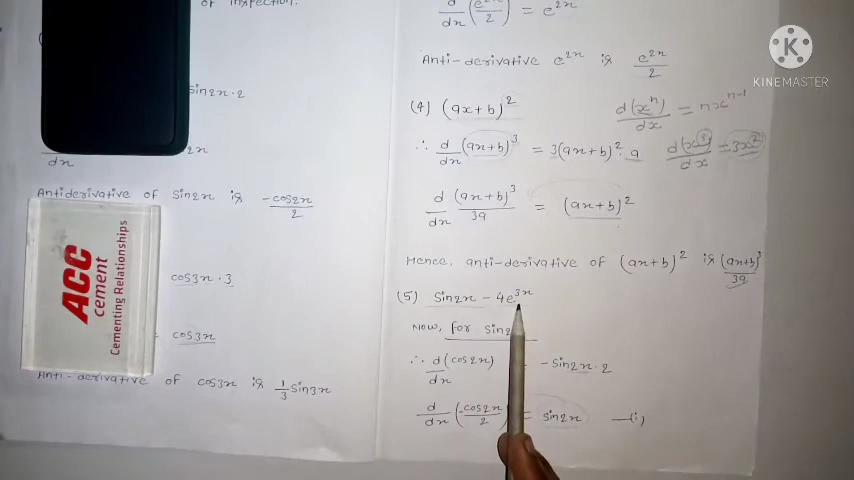 of inspection.
sin2x · 2
dx
Antiderivative of sin2x is -cos2x/2
cos3x · 3
cos3x
Anti-derivative of cos3x is 1/3 sin3x
ACC
cement
Cementing Relationships
d/dx (e^2x/2) = e^2x
Anti-derivative e^2x is e^2x/2
(4) (ax+b)^2
d(x^n)/dx = nx^n-1
∴ d/dx (ax+b)^3 = 3(ax+b)^2 · a
d(x^3)/dx = 3x^2
d/dx (ax+b)^3/3a = (ax+b)^2
Hence, anti-derivative of (ax+b)^2 is (ax+b)^3/3a
(5) sin2x - 4e^3x
Now, for sin2
∴ d/dx (cos2x) - sin2x · 2
d/dx (-cos2x/2) = sin2x —(i)
K
KINEMASTER